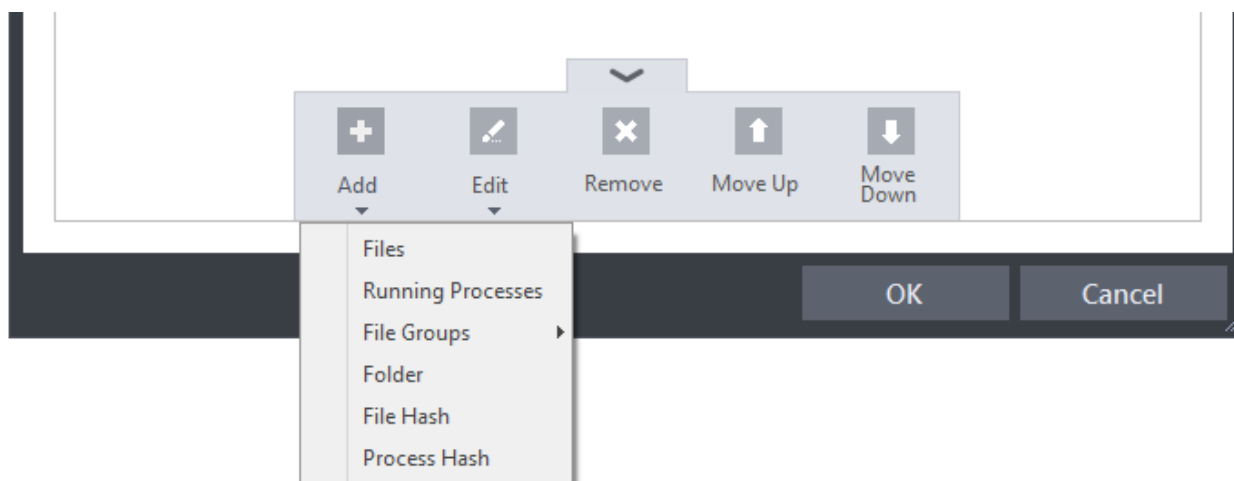 Add
Edit
Remove
Move Up
Move
Down
Files
Running Processes
File Groups
Folder
File Hash
Process Hash
OK
Cancel